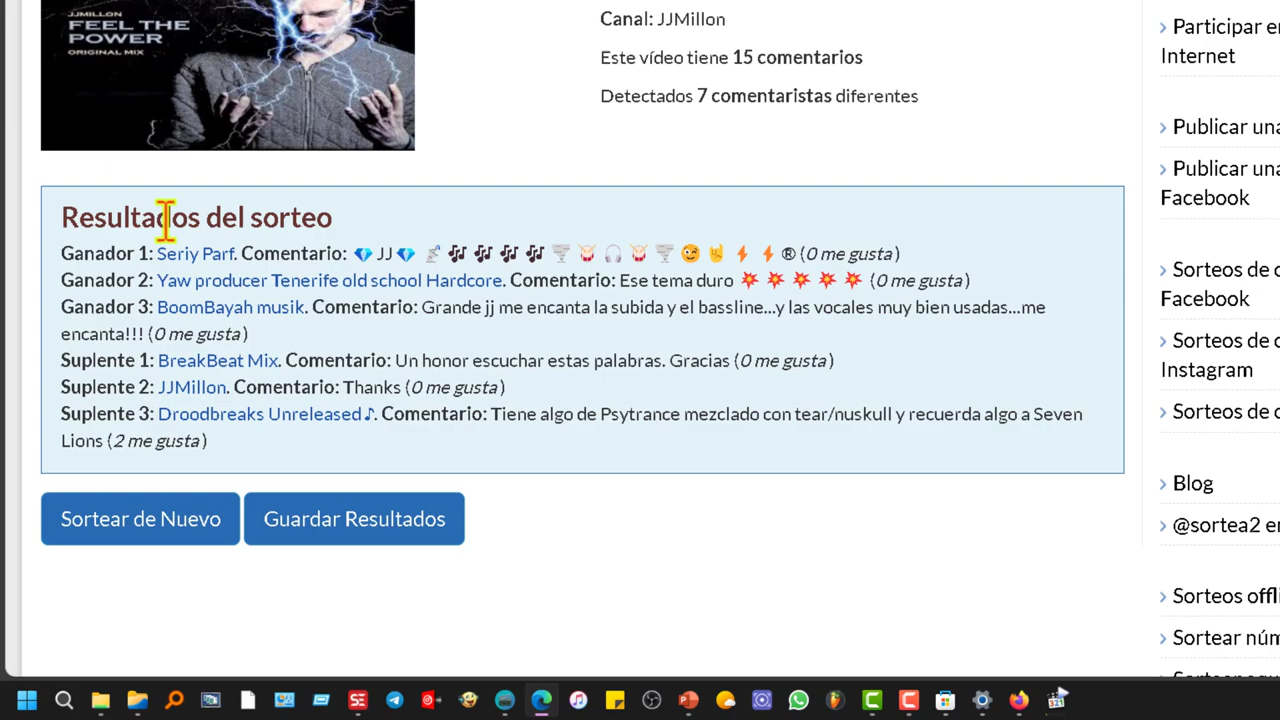 JJMILLON
FEEL THE
POWER
ORIGINAL MIX
Canal: JJMillon
Este vídeo tiene 15 comentarios
Detectados 7 comentaristas diferentes
Resultados del sorteo
Ganador 1: Seriy Parf. Comentario: 💎 JJ💎 🎼 🎶 🎶 🎶 🎶 🌪 🥁 🎧 🥁 🌪 😉 🤘 ⚡ ⚡ ® (0 me gusta)
Ganador 2: Yaw producer Tenerife old school Hardcore. Comentario: Ese tema duro 💥 💥 💥 💥 💥 (0 me gusta)
Ganador 3: BoomBayah musik. Comentario: Grande jj me encanta la subida y el bassline...y las vocales muy bien usadas...me
encanta!!! (0 me gusta)
Suplente 1: BreakBeat Mix. Comentario: Un honor escuchar estas palabras. Gracias (0 me gusta)
Suplente 2: JJMillon. Comentario: Thanks (0 me gusta)
Suplente 3: Droodbreaks Unreleased ♪. Comentario: Tiene algo de Psytrance mezclado con tear/nuskull y recuerda algo a Seven
Lions (2 me gusta)
Sortear de Nuevo
Guardar Resultados
Participar en
Internet
Publicar una
Publicar una
Facebook
Sorteos de c
Facebook
Sorteos de c
Instagram
Sorteos de c
Blog
@sortea2 en
Sorteos offli
Sortear núm
321